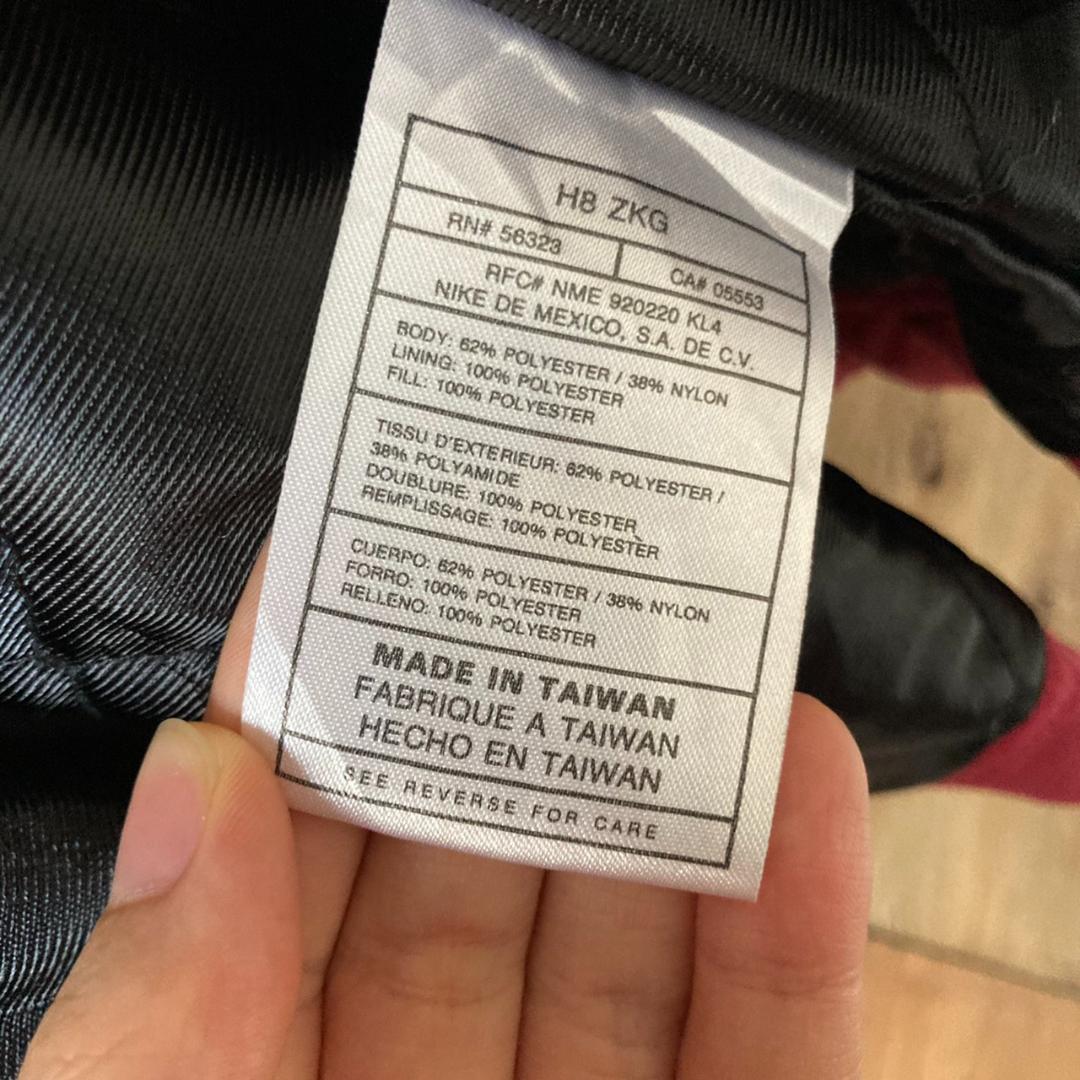 H8 ZKG
RN# 56323
CA# 05553
RFC# NME 920220 KL4
NIKE DE MEXICO, S.A. DE C.V.
BODY: 62% POLYESTER / 38% NYLON
LINING: 100% POLYESTER
FILL: 100% POLYESTER
TISSU D'EXTERIEUR: 62% POLYESTER /
38% POLYAMIDE
DOUBLURE: 100% POLYESTER
REMPLISSAGE: 100% POLYESTÈR
CUERPO: 62% POLYESTER / 38% NYLON
FORRO: 100% POLYESTER
RELLENO: 100% POLYESTER
MADE IN TAIWAN
FABRIQUE A TAIWAN
HECHO EN TAIWAN
SEE REVERSE FOR CARE